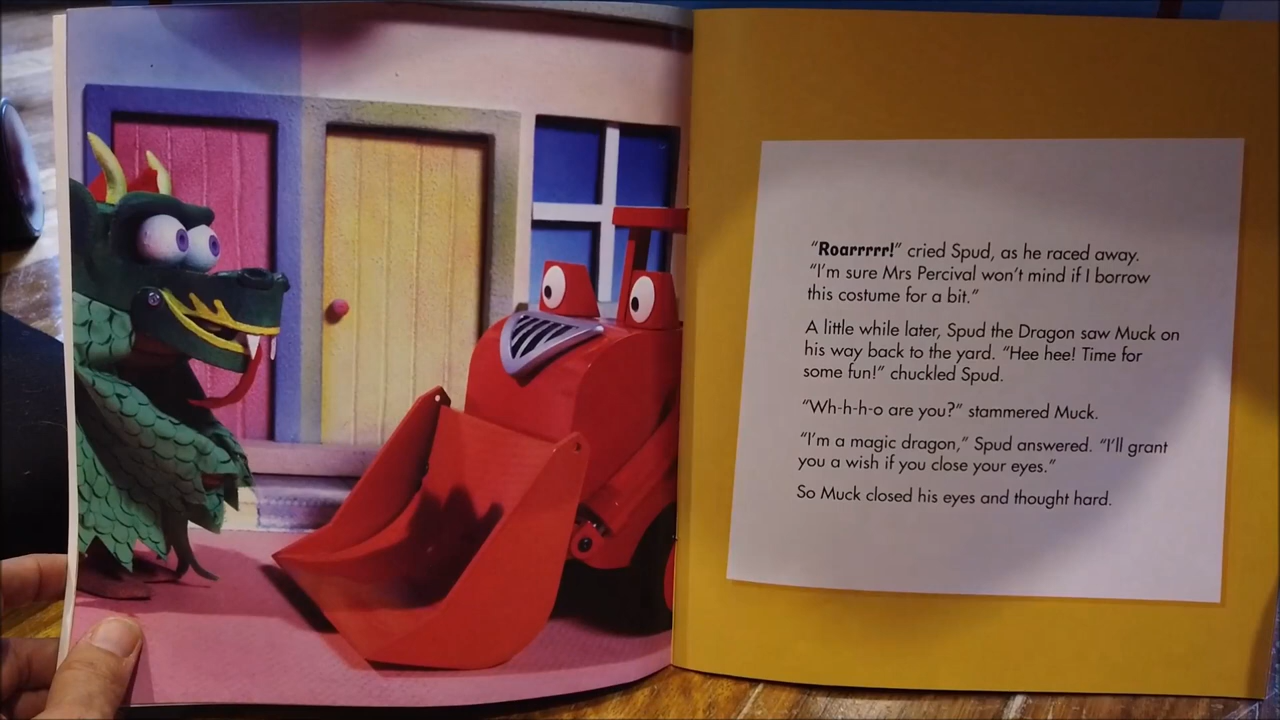 “Roarrrrr!” cried Spud, as he raced away.
“I’m sure Mrs Percival won’t mind if I borrow
this costume for a bit.”
A little while later, Spud the Dragon saw Muck on
his way back to the yard. “Hee hee! Time for
some fun!” chuckled Spud.
“Wh-h-h-o are you?” stammered Muck.
“I’m a magic dragon,” Spud answered. “I’ll grant
you a wish if you close your eyes.”
So Muck closed his eyes and thought hard.